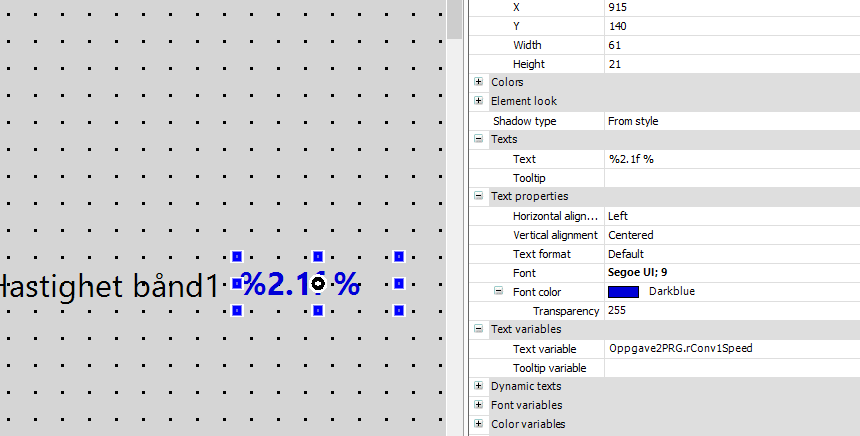 X 915
Y 140
Width 61
Height 21
Colors
Element look
Shadow type From style
Texts
Text %2.1f %
Tooltip
Text properties
Horizontal align... Left
Vertical alignment Centered
Text format Default
Font Segoe UI; 9
Font color Darkblue
Transparency 255
Text variables
Text variable Oppgave2PRG.rConv1Speed
Tooltip variable
Dynamic texts
Font variables
Color variables
Hastighet bånd1 %2.1f %